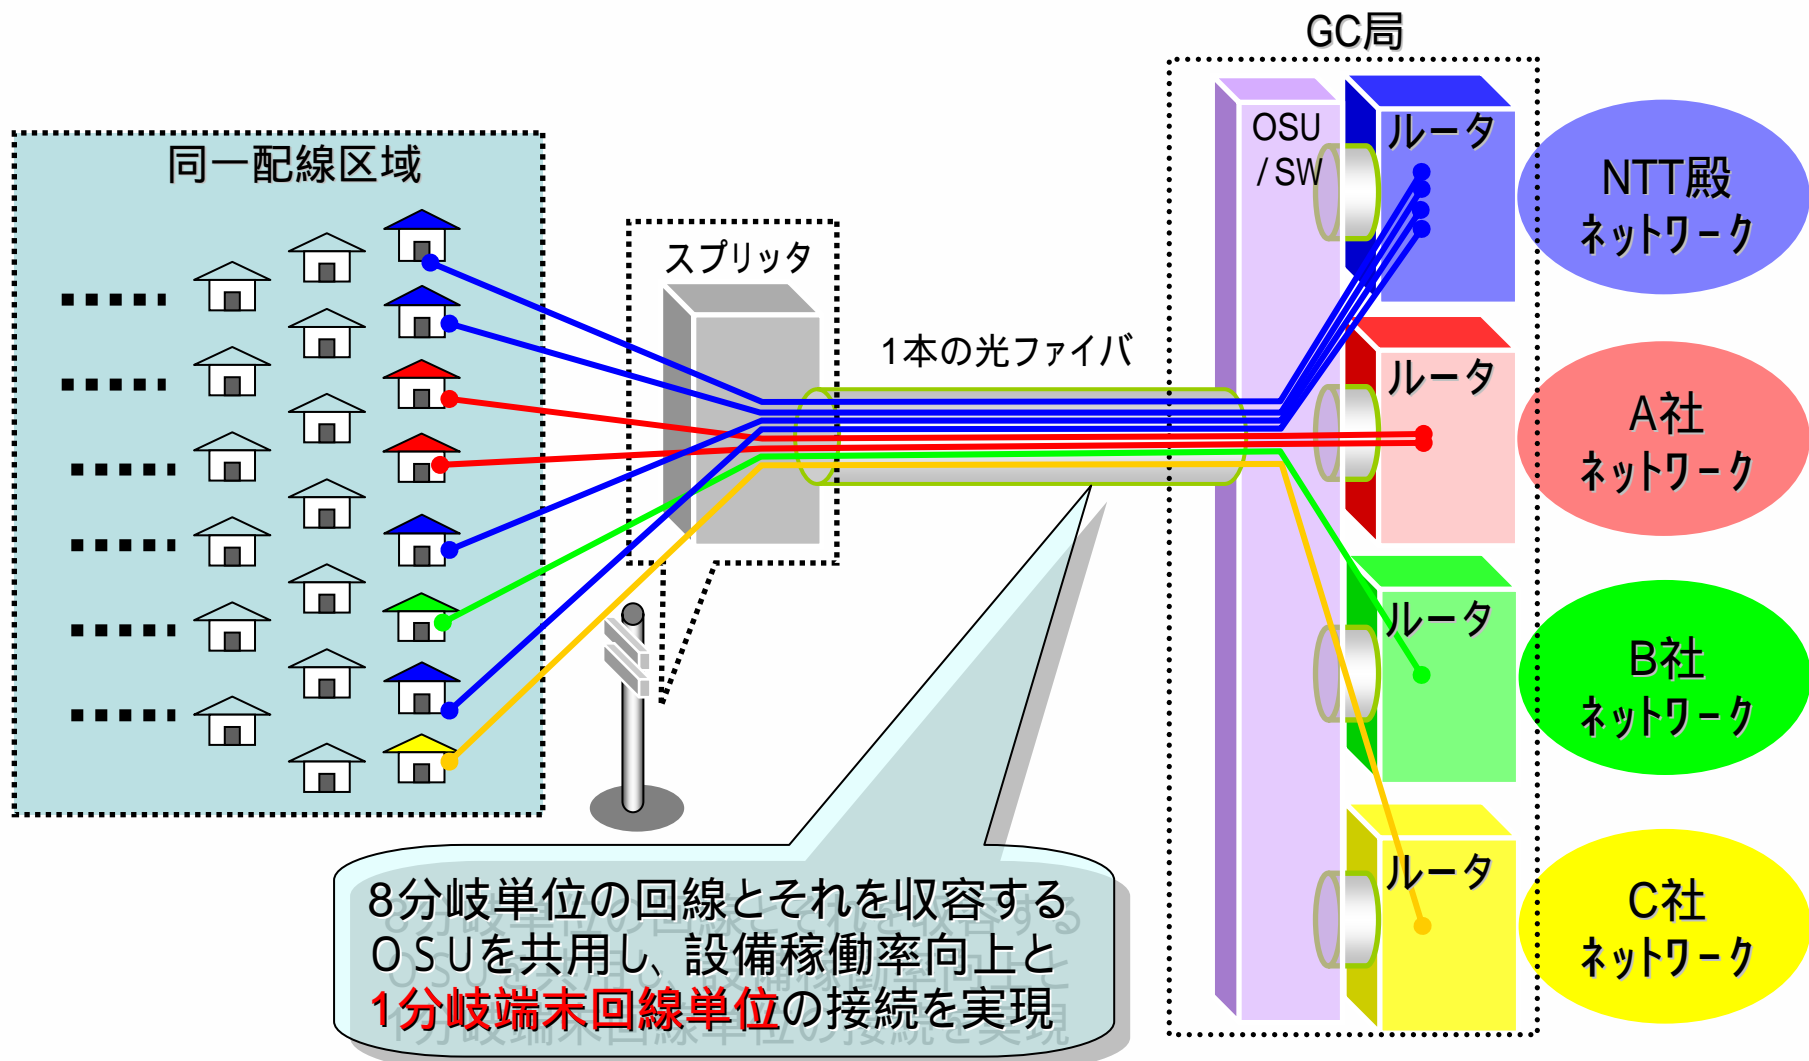 GC局
同一配線区域
スプリッタ
1本の光ファイバ
OSU
/SW
ルータ
NTT殿
ネットワーク
ルータ
A社
ネットワーク
ルータ
B社
ネットワーク
ルータ
C社
ネットワーク
8分岐単位の回線とそれを収容する
OSUを共用し、設備稼働率向上と
1分岐端末回線単位の接続を実現